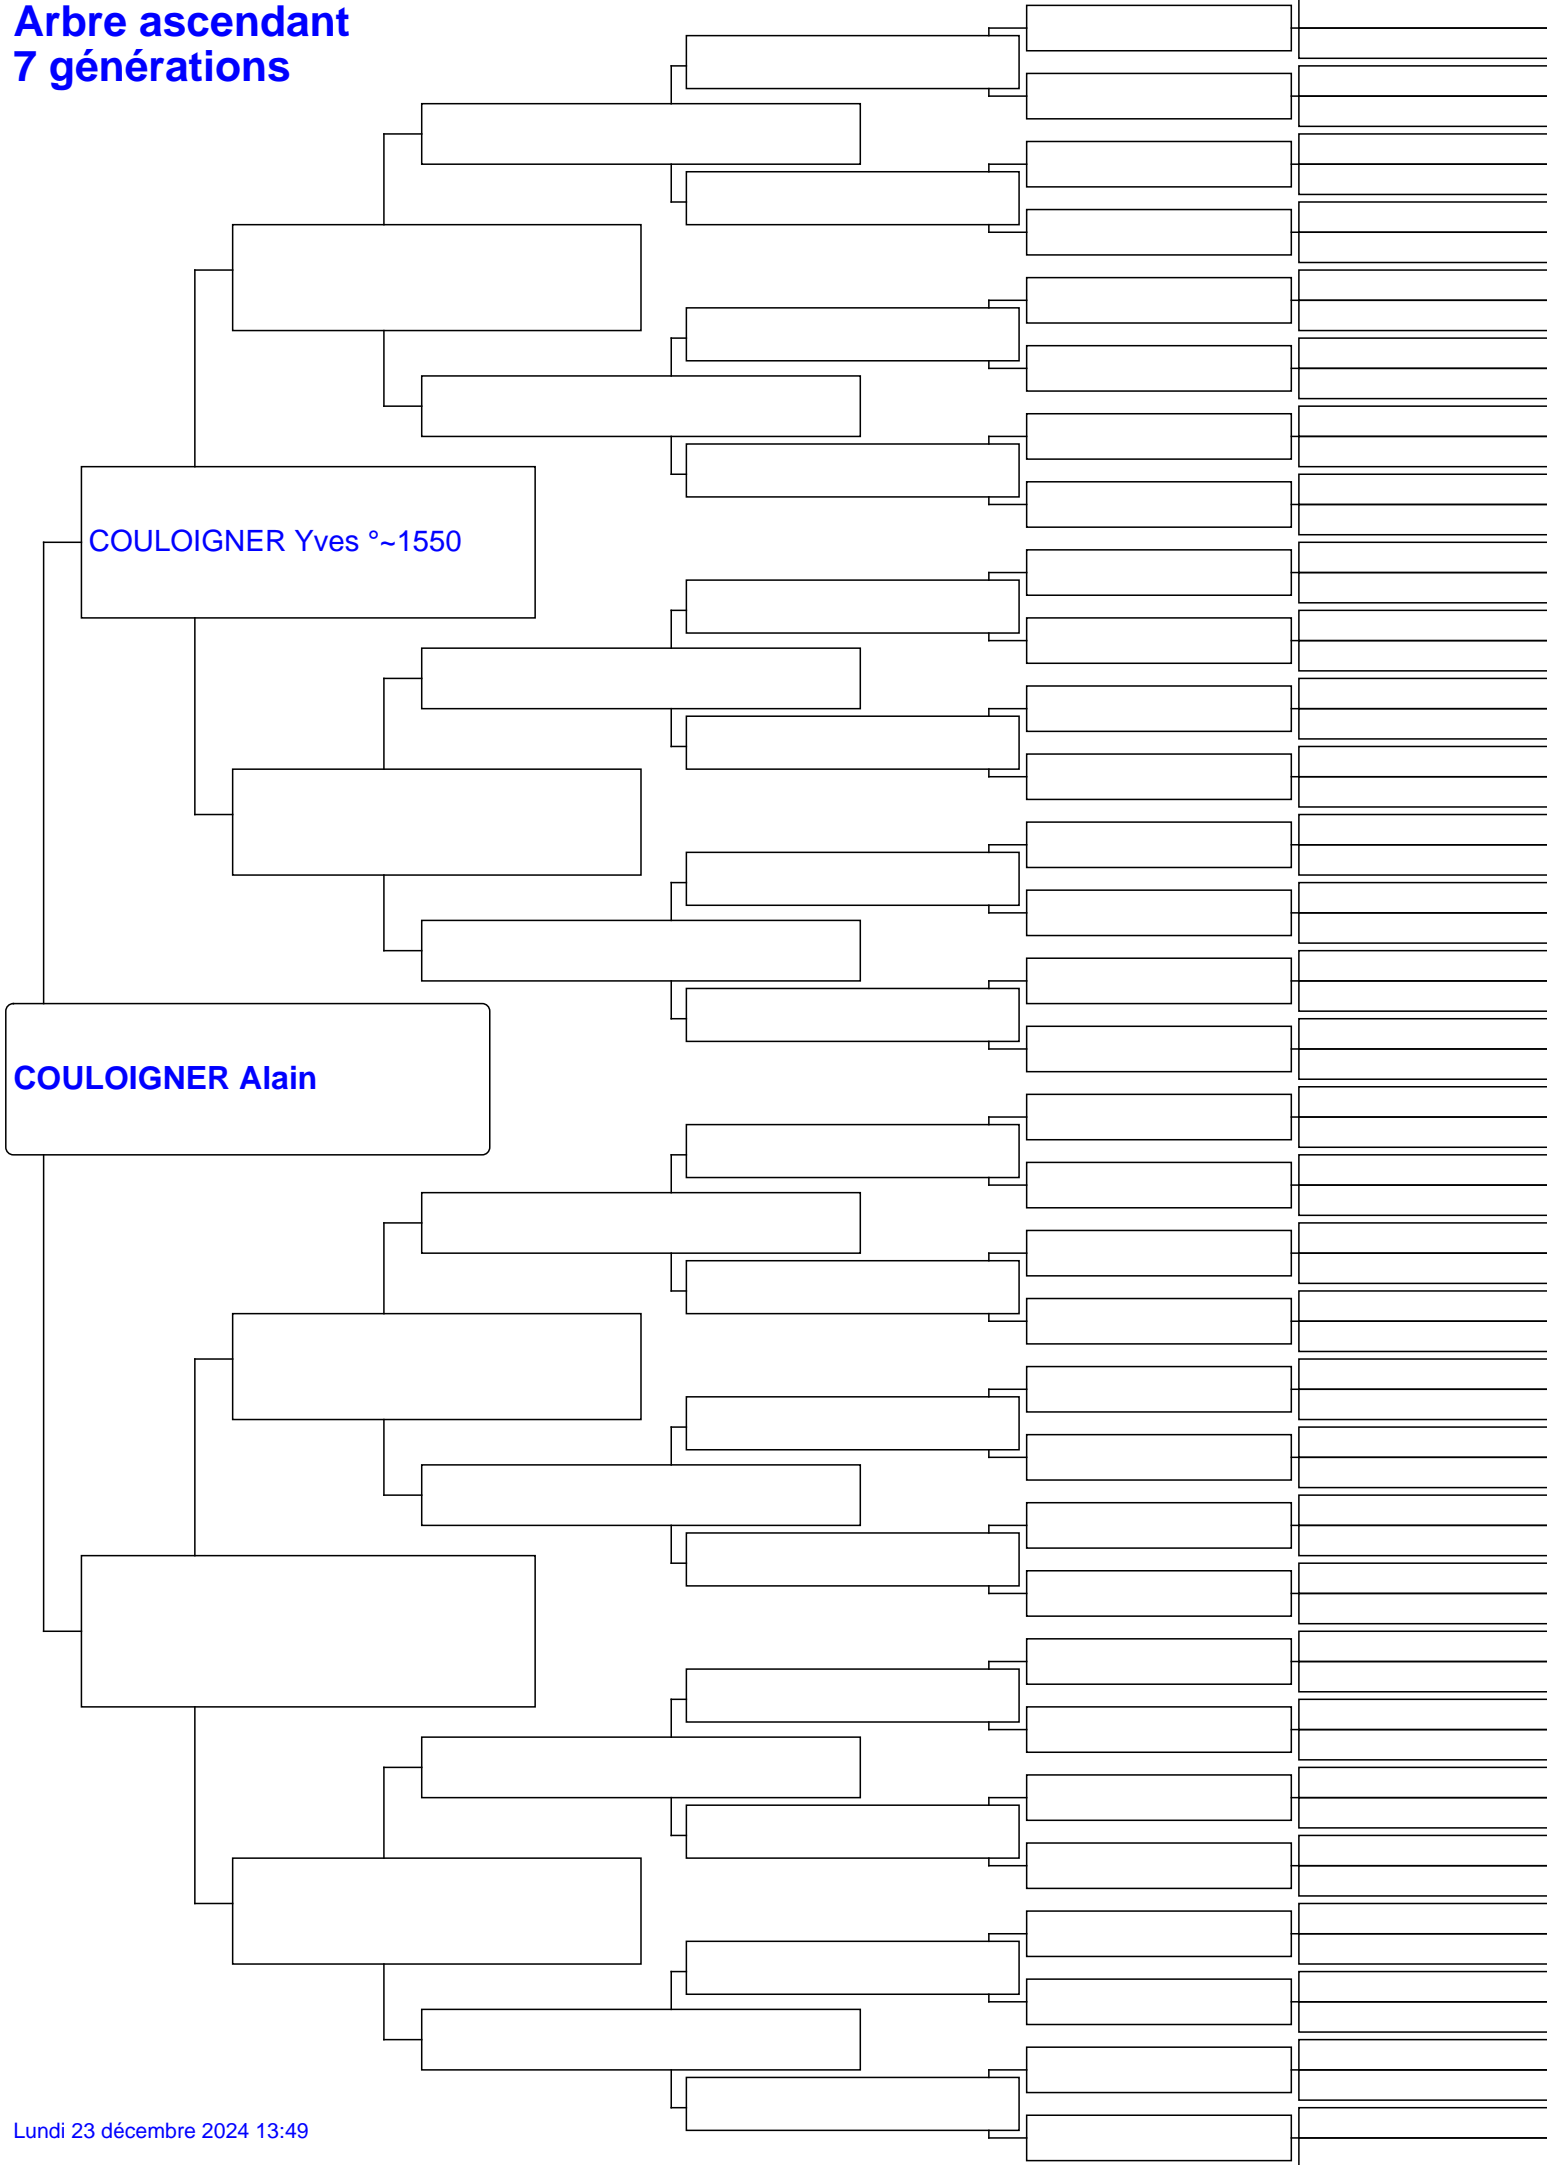 Arbre ascendant
7 générations
COULOIGNER Yves °~1550
COULOIGNER Alain
Lundi 23 décembre 2024 13:49